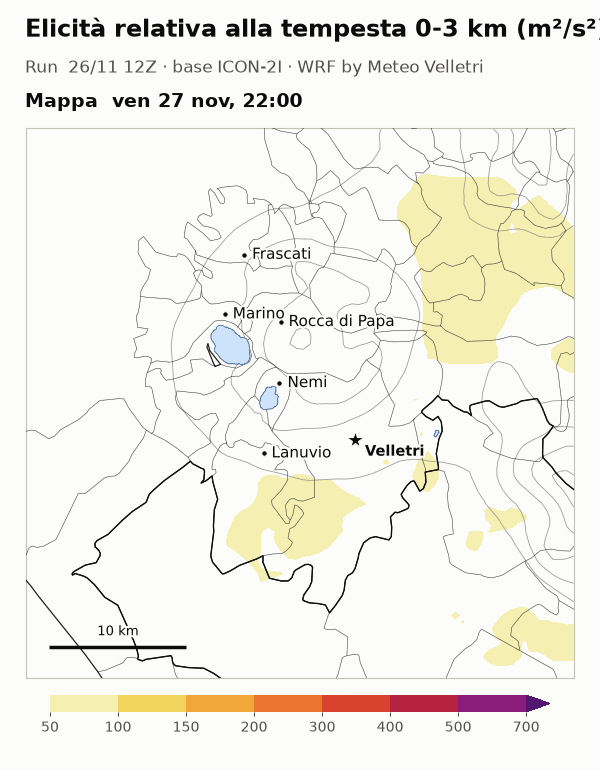 Elicità relativa alla tempesta 0-3 km (m²/s²)
Run  26/11 12Z · base ICON-2I · WRF by Meteo Velletri
Mappa  ven 27 nov, 22:00
Frascati
Marino
Rocca di Papa
Nemi
Velletri
Lanuvio
10 km
50 100 150 200 300 400 500 700